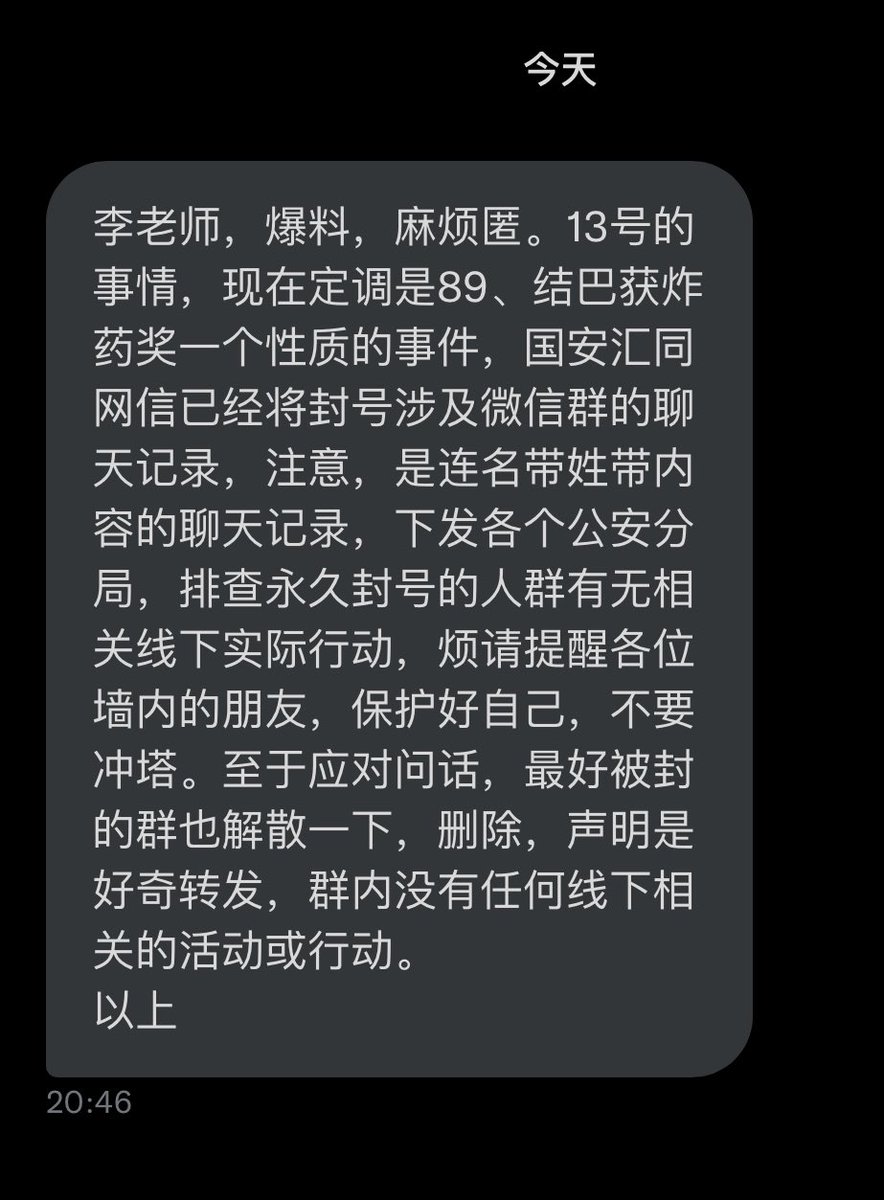 今天
李老师，爆料，麻烦匿。13号的
事情，现在定调是89、结巴获炸
药奖一个性质的事件，国安汇同
网信已经将封号涉及微信群的聊
天记录，注意，是连名带姓带内
容的聊天记录，下发各个公安分
局，排查永久封号的人群有无相
关线下实际行动，烦请提醒各位
墙内的朋友，保护好自己，不要
冲塔。至于应对问话，最好被封
的群也解散一下，删除，声明是
好奇转发，群内没有任何线下相
关的活动或行动。
以上
20:46